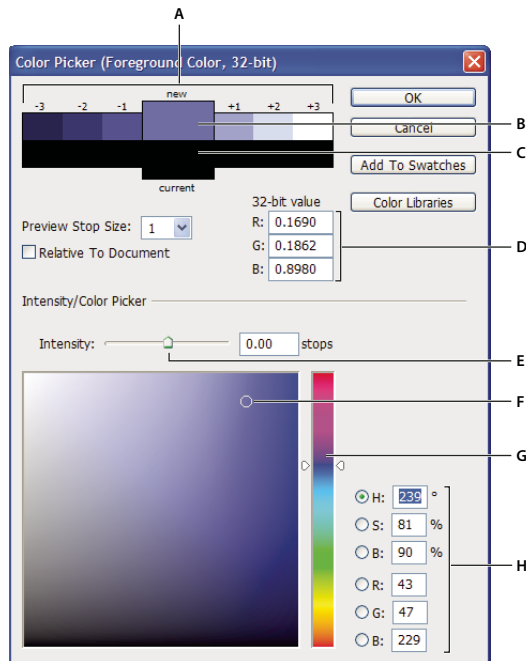 A
Color Picker (Foreground Color, 32-bit)
new
-3 -2 -1 +1 +2 +3
OK
B
Cancel
C
Add To Swatches
current
Color Libraries
32-bit value
Preview Stop Size: 1
R: 0.1690
Relative To Document
G: 0.1862
D
B: 0.8980
Intensity/Color Picker
Intensity: 0.00 stops
E
F
G
H: 239 °
S: 81 %
B: 90 %
H
R: 43
G: 47
B: 229